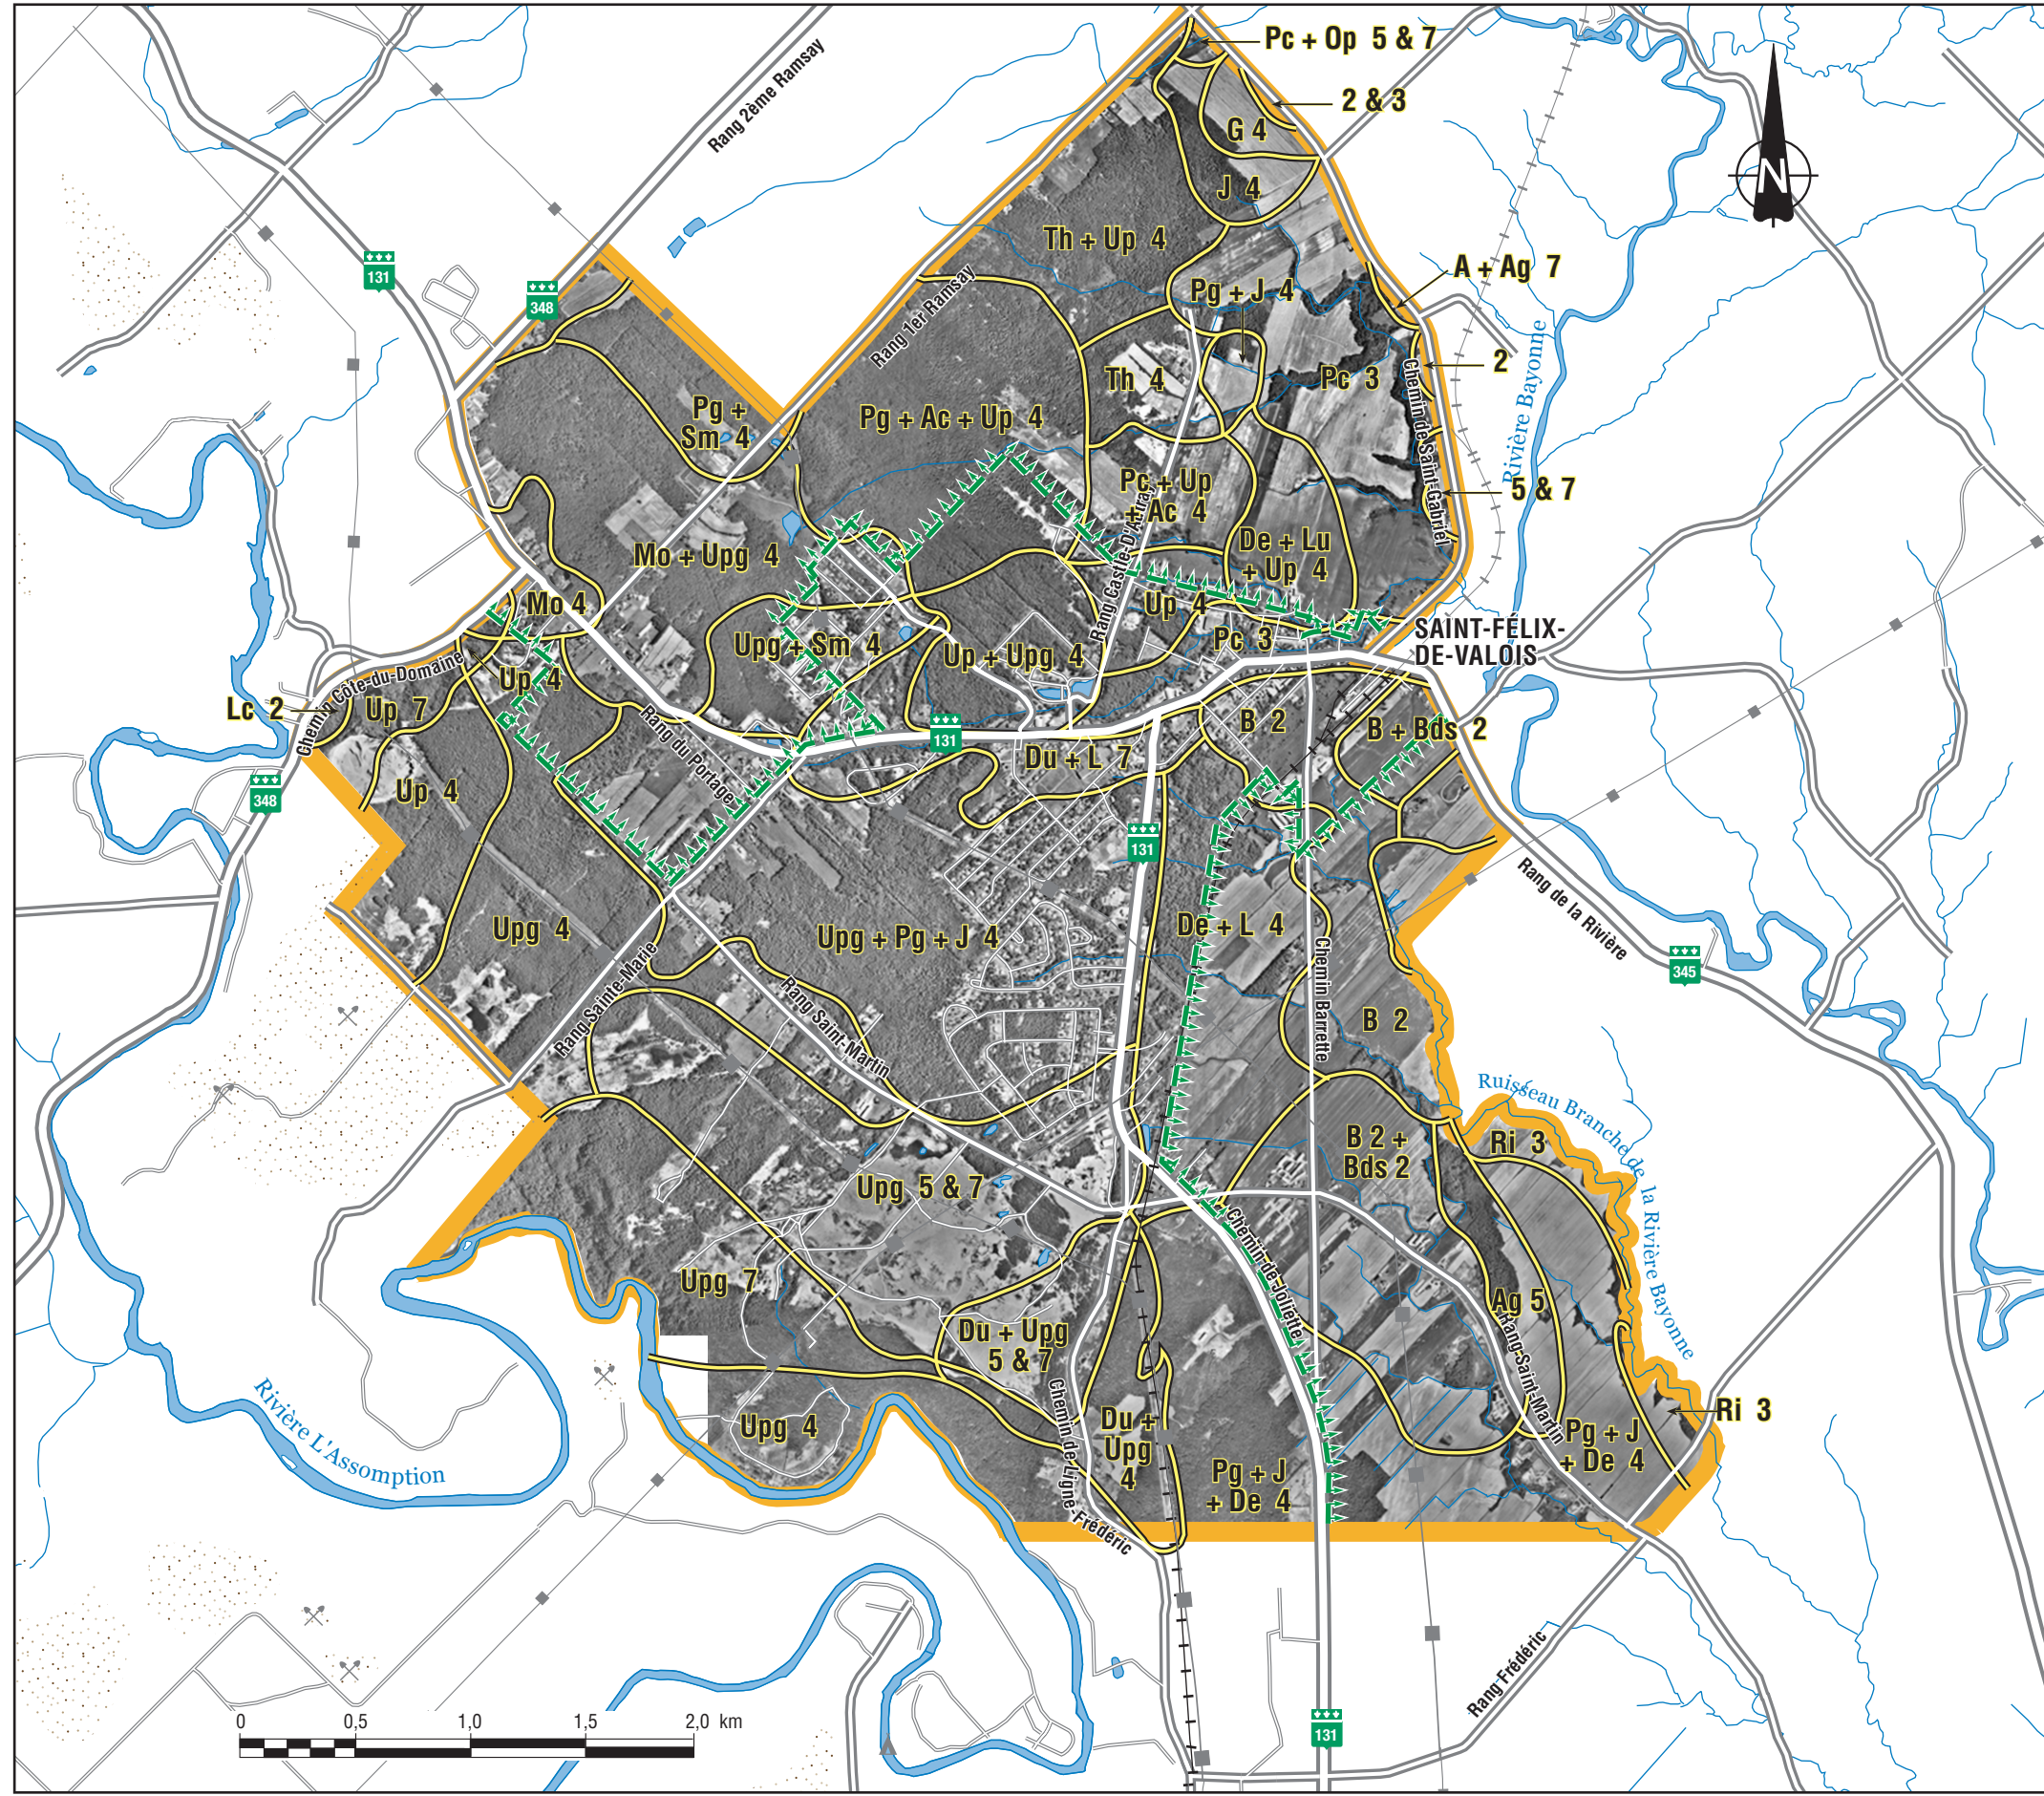 Pc + Op 5 & 7
2 & 3
Rang 2ème Ramsay
G 4
N
J 4
Th + Up 4
131
A + Ag 7
348
Pg + J 4
Rang 1er Ramsay
Rivière Bayonne
2
Th 4
Pc 3
Chemin de Saint-Gabriel
Pg +
Sm 4
Pg + Ac + Up 4
Pc + Up
+ Ac 4
5 & 7
Mo + Upg 4
De + Lu
+ Up 4
Mo 4
Up 4
SAINT-FÉLIX-
DE-VALOIS
Upg + Sm 4
Up + Upg 4
Pc 3
Chemin Côte-du-Domaine
Up 4
Lc 2
Up 7
Rang du Portage
131
B 2
B + Bds 2
Du + L 7
348
Up 4
131
Rang de la Rivière
Upg 4
Upg + Pg + J 4
De + L 4
Chemin Barrette
345
Rang Sainte-Marie
Rang Saint-Martin
B 2
Ruisseau Branche de la Rivière Bayonne
B 2 +
Bds 2
Ri 3
Upg 5 & 7
Chemin de Joliette
Upg 7
Ag 5
Du + Upg
5 & 7
Rang Saint-Martin
Rivière L'Assomption
Chemin de Ligne Frédéric
Upg 4
Du +
Upg
4
Ri 3
Pg + J
+ De 4
Pg + J
+ De 4
Rang Frédéric
0 0,5 1,0 1,5 2,0 km
131